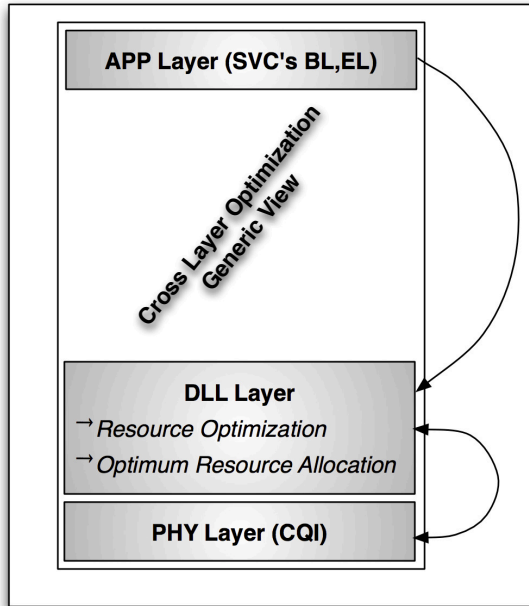 APP Layer (SVC's BL,EL)
Cross Layer Optimization
Generic View
DLL Layer
→ Resource Optimization
→ Optimum Resource Allocation
PHY Layer (CQI)